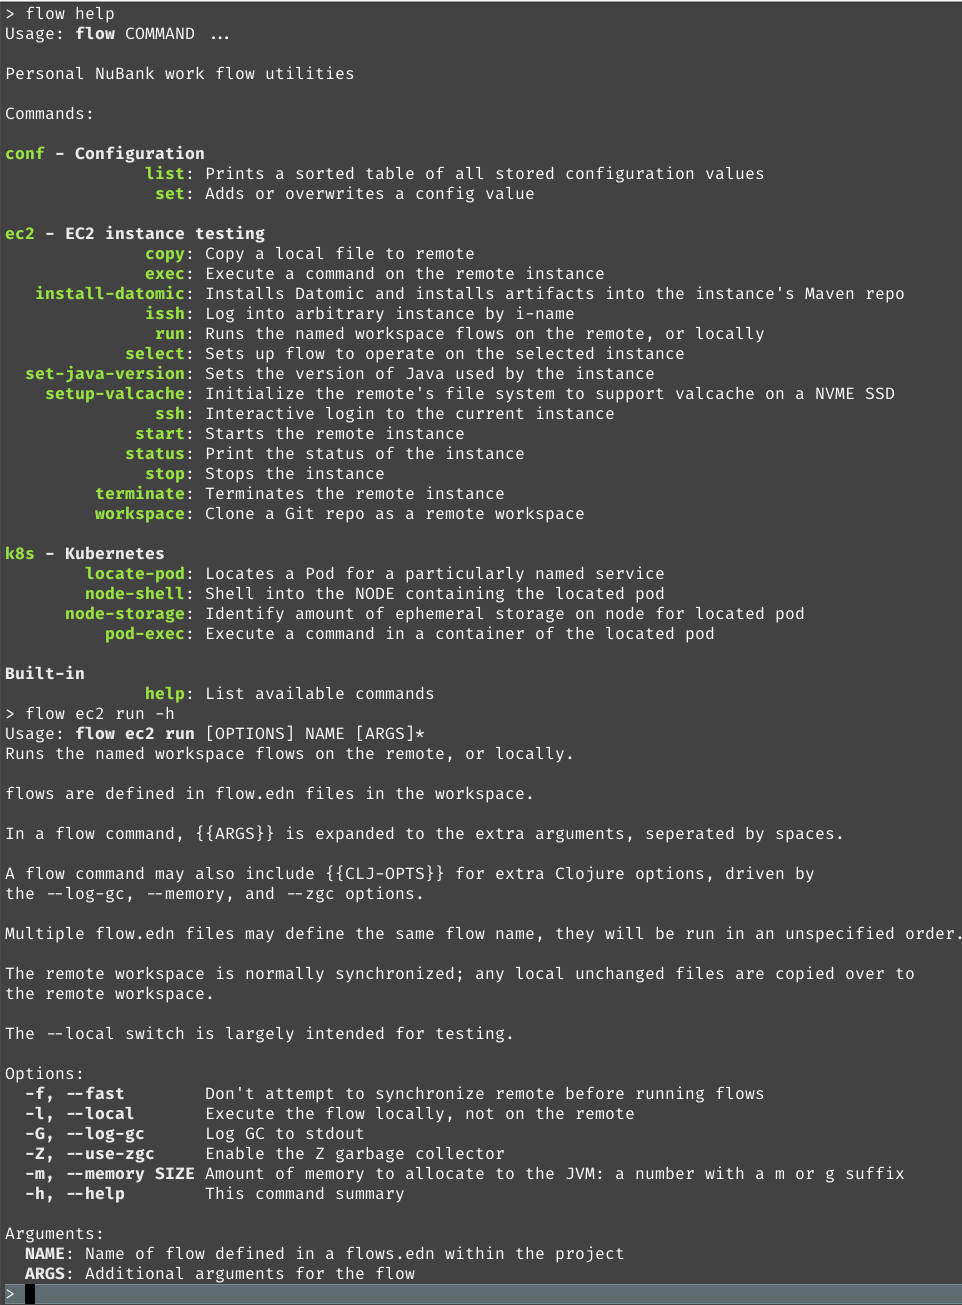 > flow help
Usage: flow COMMAND ...
Personal NuBank work flow utilities
Commands:
conf - Configuration
list: Prints a sorted table of all stored configuration values
set: Adds or overwrites a config value
ec2 - EC2 instance testing
copy: Copy a local file to remote
exec: Execute a command on the remote instance
install-datomic: Installs Datomic and installs artifacts into the instance's Maven repo
issh: Log into arbitrary instance by i-name
run: Runs the named workspace flows on the remote, or locally
select: Sets up flow to operate on the selected instance
set-java-version: Sets the version of Java used by the instance
setup-valcache: Initialize the remote's file system to support valcache on a NVME SSD
ssh: Interactive login to the current instance
start: Starts the remote instance
status: Print the status of the instance
stop: Stops the instance
terminate: Terminates the remote instance
workspace: Clone a Git repo as a remote workspace
k8s - Kubernetes
locate-pod: Locates a Pod for a particularly named service
node-shell: Shell into the NODE containing the located pod
node-storage: Identify amount of ephemeral storage on node for located pod
pod-exec: Execute a command in a container of the located pod
Built-in
help: List available commands
> flow ec2 run -h
Usage: flow ec2 run [OPTIONS] NAME [ARGS]*
Runs the named workspace flows on the remote, or locally.
flows are defined in flow.edn files in the workspace.
In a flow command, {{ARGS}} is expanded to the extra arguments, seperated by spaces.
A flow command may also include {{CLJ-OPTS}} for extra Clojure options, driven by
the --log-gc, --memory, and --zgc options.
Multiple flow.edn files may define the same flow name, they will be run in an unspecified order.
The remote workspace is normally synchronized; any local unchanged files are copied over to
the remote workspace.
The --local switch is largely intended for testing.
Options:
-f, --fast Don't attempt to synchronize remote before running flows
-l, --local Execute the flow locally, not on the remote
-G, --log-gc Log GC to stdout
-Z, --use-zgc Enable the Z garbage collector
-m, --memory SIZE Amount of memory to allocate to the JVM: a number with a m or g suffix
-h, --help This command summary
Arguments:
NAME: Name of flow defined in a flows.edn within the project
ARGS: Additional arguments for the flow
>